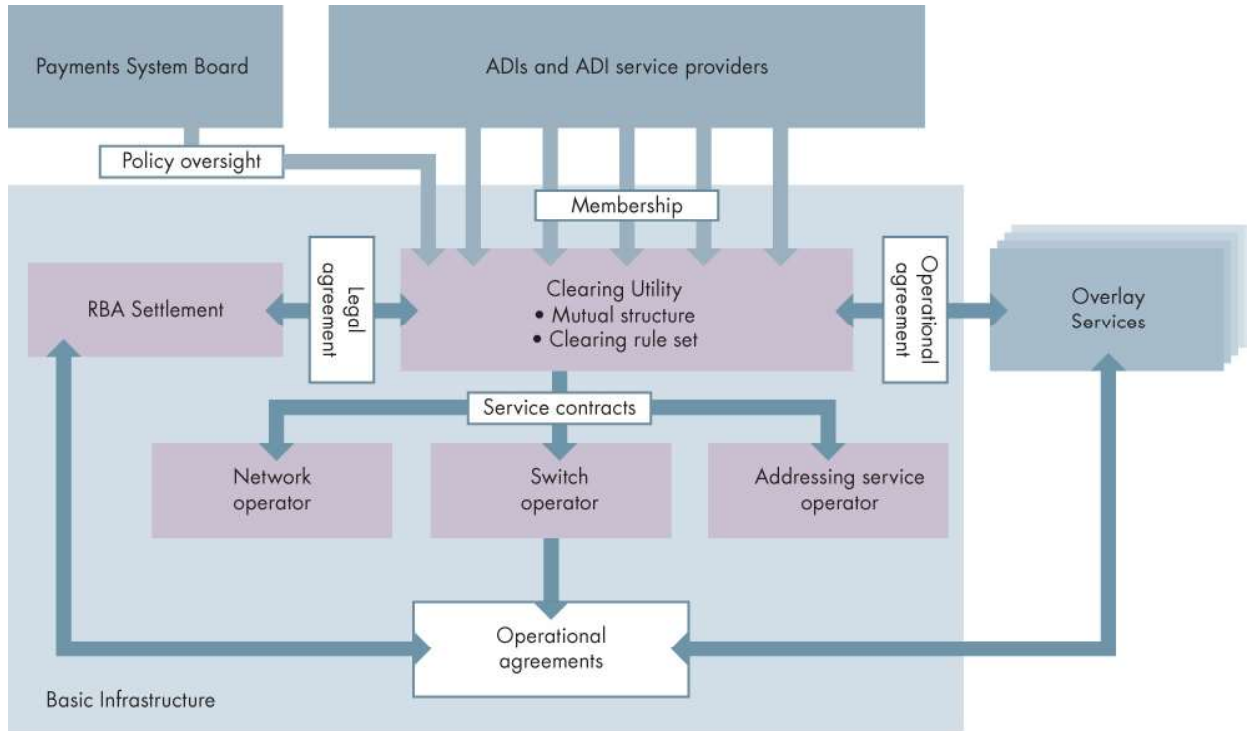 Payments System Board
ADIs and ADI service providers
Policy oversight
Membership
RBA Settlement
Legal
agreement
Clearing Utility
• Mutual structure
• Clearing rule set
Operational
agreement
Overlay
Services
Service contracts
Network
operator
Switch
operator
Addressing service
operator
Operational
agreements
Basic Infrastructure